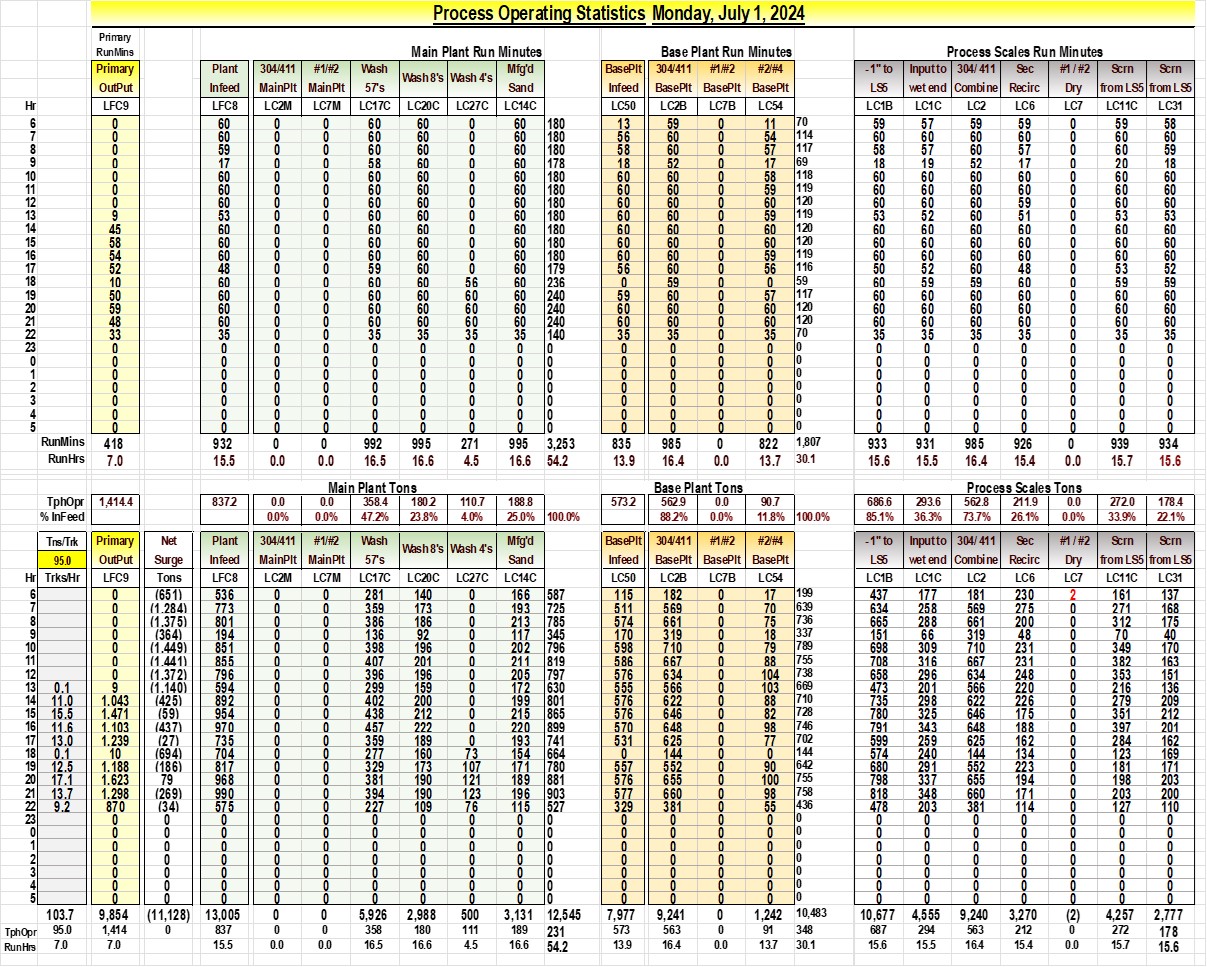 Process Operating Statistics Monday, July 1, 2024
Primary
RunMins Main Plant Run Minutes Base Plant Run Minutes Process Scales Run Minutes
Primary Plant 304/411 #1/#2 Wash Wash 8's Wash 4's Mfg'd BasePlt 304/411 #1/#2 #2/#4 -1" to Input to 304/ 411 Sec #1 / #2 Scrn Scrn
OutPut Infeed MainPlt MainPlt 57's Sand Infeed BasePlt BasePlt BasePlt LS5 wet end Combine Recirc Dry from LS5 from LS5
Hr LFC9 LFC8 LC2M LC7M LC17C LC20C LC27C LC14C LC50 LC2B LC7B LC54 LC1B LC1C LC2 LC6 LC7 LC11C LC31
6 0 60 0 0 60 60 0 60 180 13 59 0 11 70 59 57 59 59 0 59 58
7 0 60 0 0 60 60 0 60 180 56 60 0 54 114 60 60 60 60 0 60 60
8 0 59 0 0 60 60 0 60 180 58 60 0 57 117 58 57 60 57 0 60 59
9 0 17 0 0 58 60 0 60 178 18 52 0 17 69 18 19 52 17 0 20 18
10 0 60 0 0 60 60 0 60 180 60 60 0 58 118 60 60 60 60 0 60 60
11 0 60 0 0 60 60 0 60 180 60 60 0 59 119 60 60 60 60 0 60 60
12 0 60 0 0 60 60 0 60 180 60 60 0 60 120 60 60 60 59 0 60 60
13 9 53 0 0 60 60 0 60 180 60 60 0 59 119 53 52 60 51 0 53 53
14 45 60 0 0 60 60 0 60 180 60 60 0 60 120 60 60 60 60 0 60 60
15 58 60 0 0 60 60 0 60 180 60 60 0 60 120 60 60 60 60 0 60 60
16 54 60 0 0 60 60 0 60 180 60 60 0 59 119 60 60 60 60 0 60 60
17 52 48 0 0 59 60 0 60 179 56 60 0 56 116 50 52 60 48 0 53 52
18 10 60 0 0 60 60 56 60 236 0 59 0 0 59 60 59 59 60 0 59 59
19 50 60 0 0 60 60 60 60 240 59 60 0 57 117 60 60 60 60 0 60 60
20 59 60 0 0 60 60 60 60 240 60 60 0 60 120 60 60 60 60 0 60 60
21 48 60 0 0 60 60 60 60 240 60 60 0 60 120 60 60 60 60 0 60 60
22 33 35 0 0 35 35 35 35 140 35 35 0 35 70 35 35 35 35 0 35 35
23 0 0 0 0 0 0 0 0 0 0 0 0 0 0 0 0 0 0 0 0 0
0 0 0 0 0 0 0 0 0 0 0 0 0 0 0 0 0 0 0 0 0 0
1 0 0 0 0 0 0 0 0 0 0 0 0 0 0 0 0 0 0 0 0 0
2 0 0 0 0 0 0 0 0 0 0 0 0 0 0 0 0 0 0 0 0 0
3 0 0 0 0 0 0 0 0 0 0 0 0 0 0 0 0 0 0 0 0 0
4 0 0 0 0 0 0 0 0 0 0 0 0 0 0 0 0 0 0 0 0 0
5 0 0 0 0 0 0 0 0 0 0 0 0 0 0 0 0 0 0 0 0 0
RunMins 418 932 0 0 992 995 271 995 3,253 835 985 0 822 1,807 933 931 985 926 0 939 934
RunHrs 7.0 15.5 0.0 0.0 16.5 16.6 4.5 16.6 54.2 13.9 16.4 0.0 13.7 30.1 15.6 15.5 16.4 15.4 0.0 15.7 15.6
Main Plant Tons Base Plant Tons Process Scales Tons
TphOpr 1,414.4 837.2 0.0 0.0 358.4 180.2 110.7 188.8 573.2 562.9 0.0 90.7 686.6 293.6 562.8 211.9 0.0 272.0 178.4
% InFeed 0.0% 0.0% 47.2% 23.8% 4.0% 25.0% 100.0% 88.2% 0.0% 11.8% 100.0% 85.1% 36.3% 73.7% 26.1% 0.0% 33.9% 22.1%
Tns/Trk Primary Net Plant 304/411 #1/#2 Wash Wash 8's Wash 4's Mfg'd BasePlt 304/411 #1/#2 #2/#4 -1" to Input to 304/ 411 Sec #1 / #2 Scrn Scrn
95.0 OutPut Surge Infeed MainPlt MainPlt 57's Sand Infeed BasePlt BasePlt BasePlt LS5 wet end Combine Recirc Dry from LS5 from LS5
Hr Trks/Hr LFC9 Tons LFC8 LC2M LC7M LC17C LC20C LC27C LC14C LC50 LC2B LC7B LC54 LC1B LC1C LC2 LC6 LC7 LC11C LC31
6 0 (651) 536 0 0 281 140 0 166 587 115 182 0 17 199 437 177 181 230 2 161 137
7 0 (1,284) 773 0 0 359 173 0 193 725 511 569 0 70 639 634 258 569 275 0 271 168
8 0 (1,375) 801 0 0 386 186 0 213 785 574 661 0 75 736 665 288 661 200 0 312 175
9 0 (364) 194 0 0 136 92 0 117 345 170 319 0 18 337 151 66 319 48 0 70 40
10 0 (1,449) 851 0 0 398 196 0 202 796 698 710 0 79 789 698 309 710 231 0 349 170
11 0 (1,441) 855 0 0 407 201 0 211 819 586 667 0 88 755 708 316 667 231 0 382 163
12 0 (1,372) 796 0 0 396 196 0 205 797 576 634 0 104 738 658 296 634 248 0 353 151
13 0.1 9 (1,140) 594 0 0 299 159 0 172 630 555 566 0 103 669 473 201 566 220 0 216 136
14 11.0 1,043 (425) 892 0 0 402 200 0 199 801 576 622 0 88 710 735 298 622 226 0 279 209
15 15.5 1,471 (59) 954 0 0 438 212 0 215 865 576 646 0 82 728 780 325 646 175 0 351 212
16 11.6 1,103 (437) 970 0 0 457 222 0 220 899 570 648 0 98 746 791 343 648 188 0 397 201
17 13.0 1,239 (27) 735 0 0 359 189 0 193 741 531 625 0 77 702 599 259 625 162 0 284 162
18 0.1 10 (694) 704 0 0 277 160 73 154 664 0 144 0 0 144 574 240 144 134 0 123 169
19 12.5 1,188 (186) 817 0 0 329 173 107 171 780 557 552 0 90 642 680 291 552 223 0 181 171
20 17.1 1,623 79 968 0 0 381 190 121 189 881 576 655 0 100 755 798 337 655 194 0 198 203
21 13.7 1,298 (269) 990 0 0 394 190 123 196 903 577 660 0 98 758 818 348 660 171 0 203 200
22 9.2 870 (34) 575 0 0 227 109 76 115 527 329 381 0 55 436 478 203 381 114 0 127 110
23 0 0 0 0 0 0 0 0 0 0 0 0 0 0 0 0 0 0 0 0 0 0
0 0 0 0 0 0 0 0 0 0 0 0 0 0 0 0 0 0 0 0 0 0 0
1 0 0 0 0 0 0 0 0 0 0 0 0 0 0 0 0 0 0 0 0 0 0
2 0 0 0 0 0 0 0 0 0 0 0 0 0 0 0 0 0 0 0 0 0 0
3 0 0 0 0 0 0 0 0 0 0 0 0 0 0 0 0 0 0 0 0 0 0
4 0 0 0 0 0 0 0 0 0 0 0 0 0 0 0 0 0 0 0 0 0 0
5 0 0 0 0 0 0 0 0 0 0 0 0 0 0 0 0 0 0 0 0 0 0
103.7 9,854 (11,128) 13,005 0 0 5,926 2,988 500 3,131 12,545 7,977 9,241 0 1,242 10,483 10,677 4,555 9,240 3,270 (2) 4,257 2,777
TphOpr 95.0 1,414 0 837 0 0 358 180 111 189 231 573 563 0 91 348 687 294 563 212 0 272 178
RunHrs 7.0 7.0 15.5 0.0 0.0 16.5 16.6 4.5 16.6 54.2 13.9 16.4 0.0 13.7 30.1 15.6 15.5 16.4 15.4 0.0 15.7 15.6